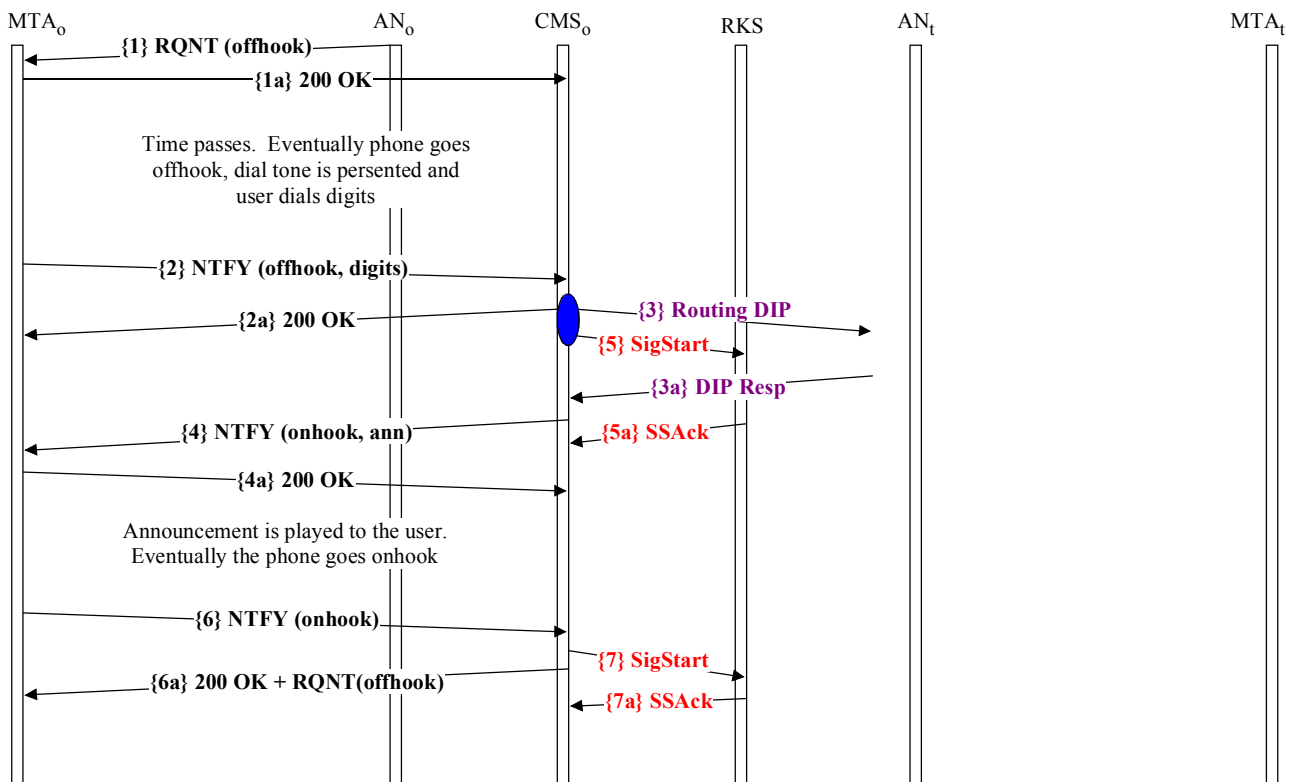 MTAo ANo CMSo RKS ANt MTAt
{1} RQNT (offhook)
{1a} 200 OK
Time passes. Eventually phone goes
offhook, dial tone is persented and
user dials digits
{2} NTFY (offhook, digits)
{3} Routing DIP
{2a} 200 OK
{5} SigStart
{3a} DIP Resp
{4} NTFY (onhook, ann)
{5a} SSAck
{4a} 200 OK
Announcement is played to the user.
Eventually the phone goes onhook
{6} NTFY (onhook)
{7} SigStart
{6a} 200 OK + RQNT(offhook)
{7a} SSAck